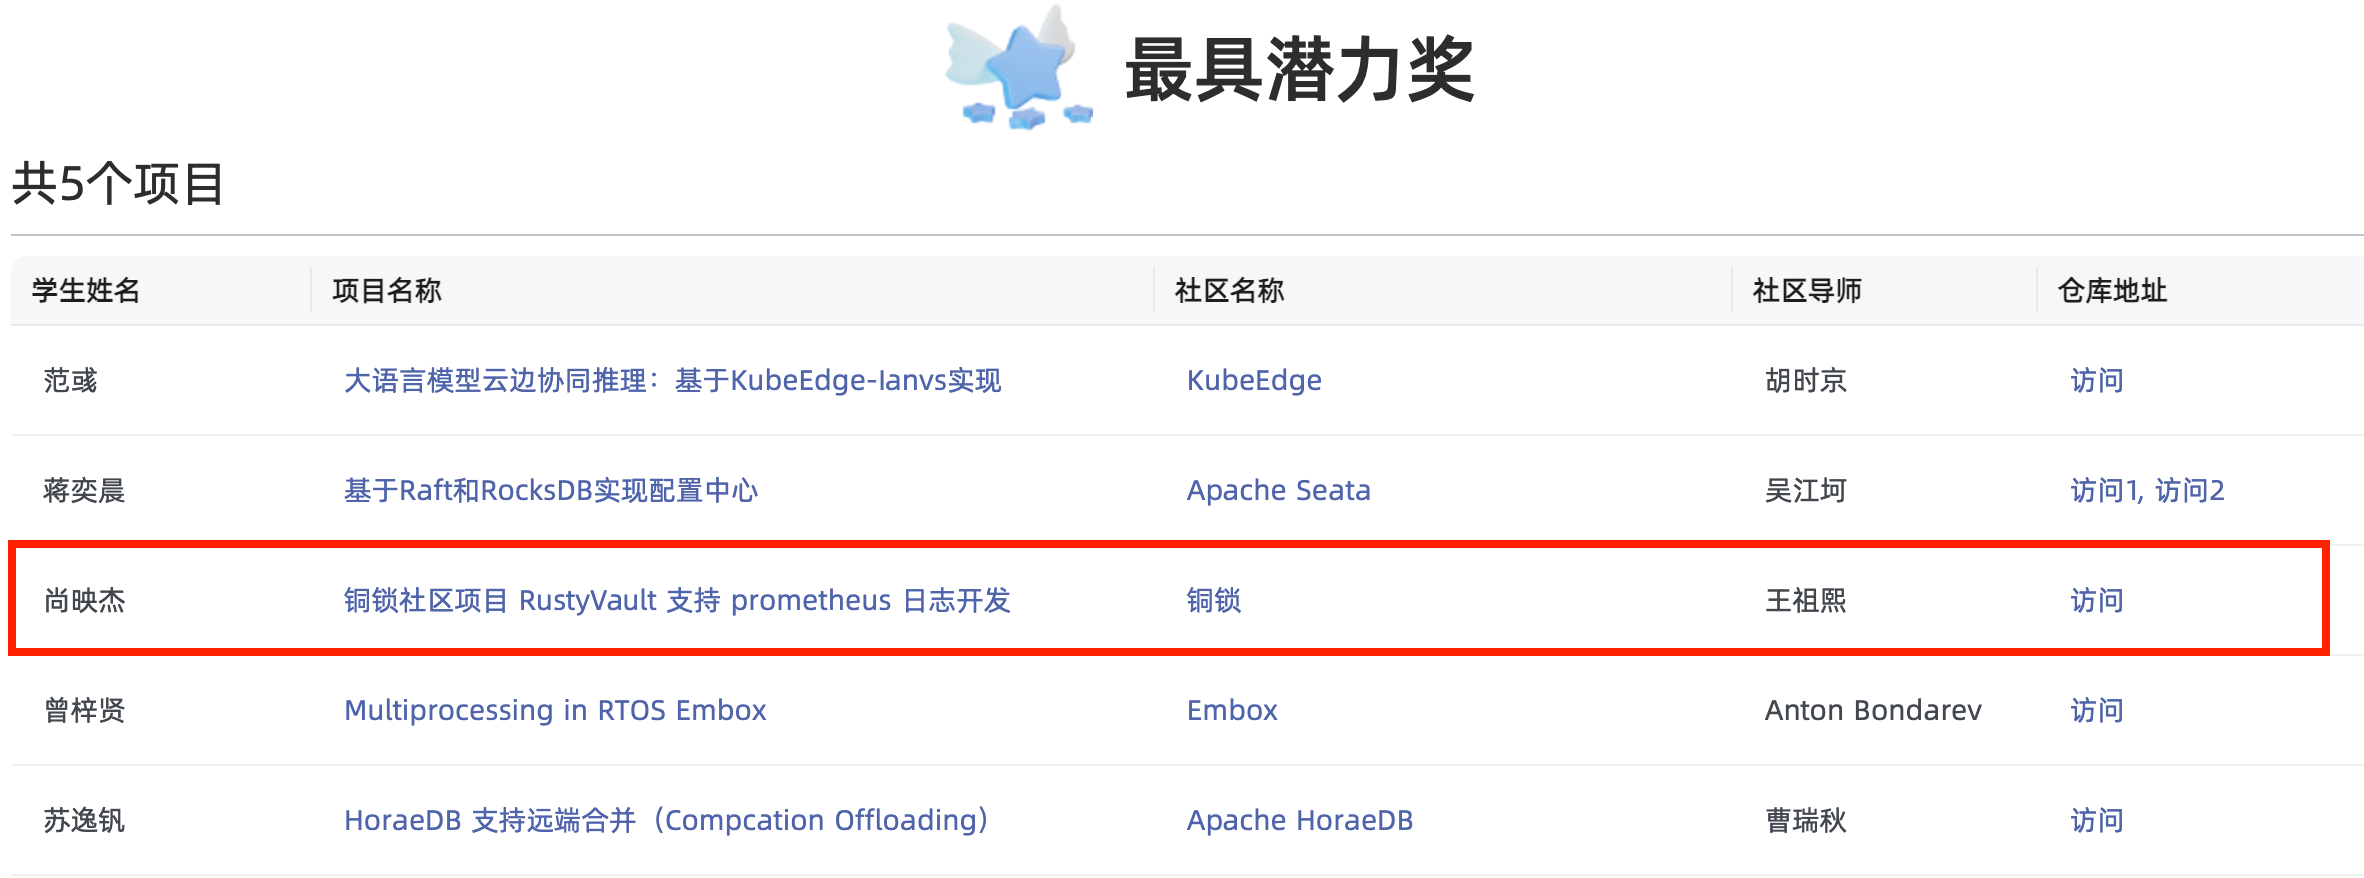 最具潜力奖
共5个项目
学生姓名 项目名称 社区名称 社区导师 仓库地址
范彧 大语言模型云边协同推理：基于KubeEdge-Ianvs实现 KubeEdge 胡时京 访问
蒋奕晨 基于Raft和RocksDB实现配置中心 Apache Seata 吴江坷 访问1, 访问2
尚映杰 铜锁社区项目 RustyVault 支持 prometheus 日志开发 铜锁 王祖熙 访问
曾梓贤 Multiprocessing in RTOS Embox Embox Anton Bondarev 访问
苏逸钒 HoraeDB 支持远端合并（Compcation Offloading） Apache HoraeDB 曹瑞秋 访问